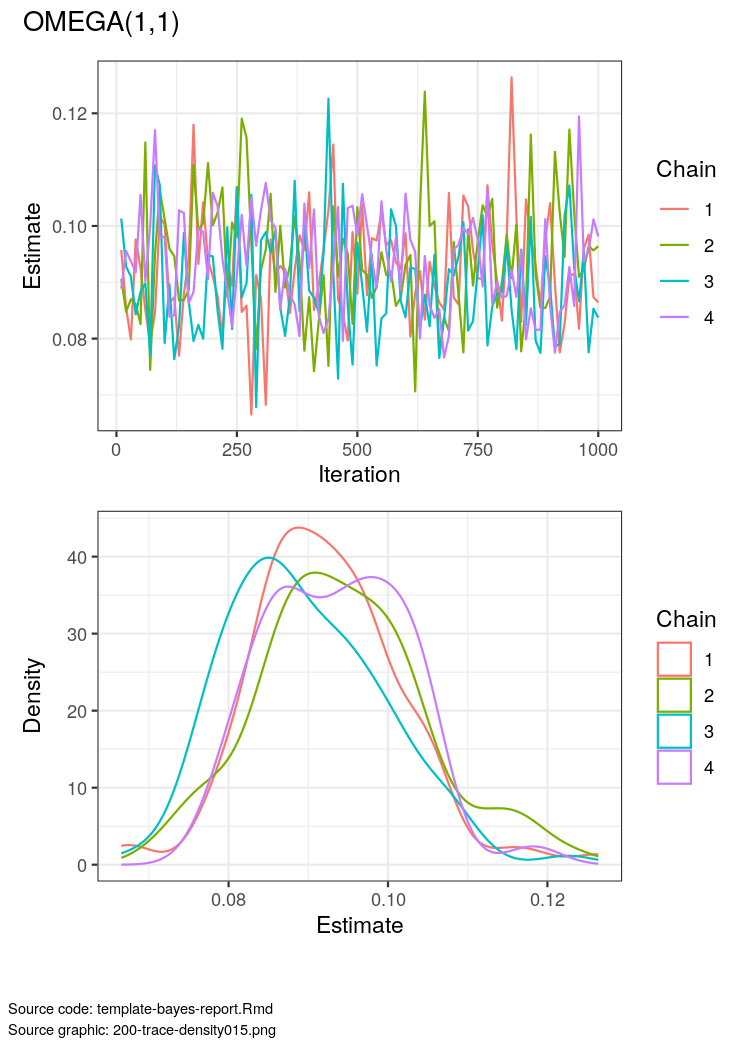 OMEGA(1,1)
0.12
0.10
0.08
Estimate
0 250 500 750 1000
Iteration
Chain
1
2
3
4
40
30
20
10
0
Density
0.08 0.10 0.12
Estimate
Chain
1
2
3
4
Source code: template-bayes-report.Rmd
Source graphic: 200-trace-density015.png